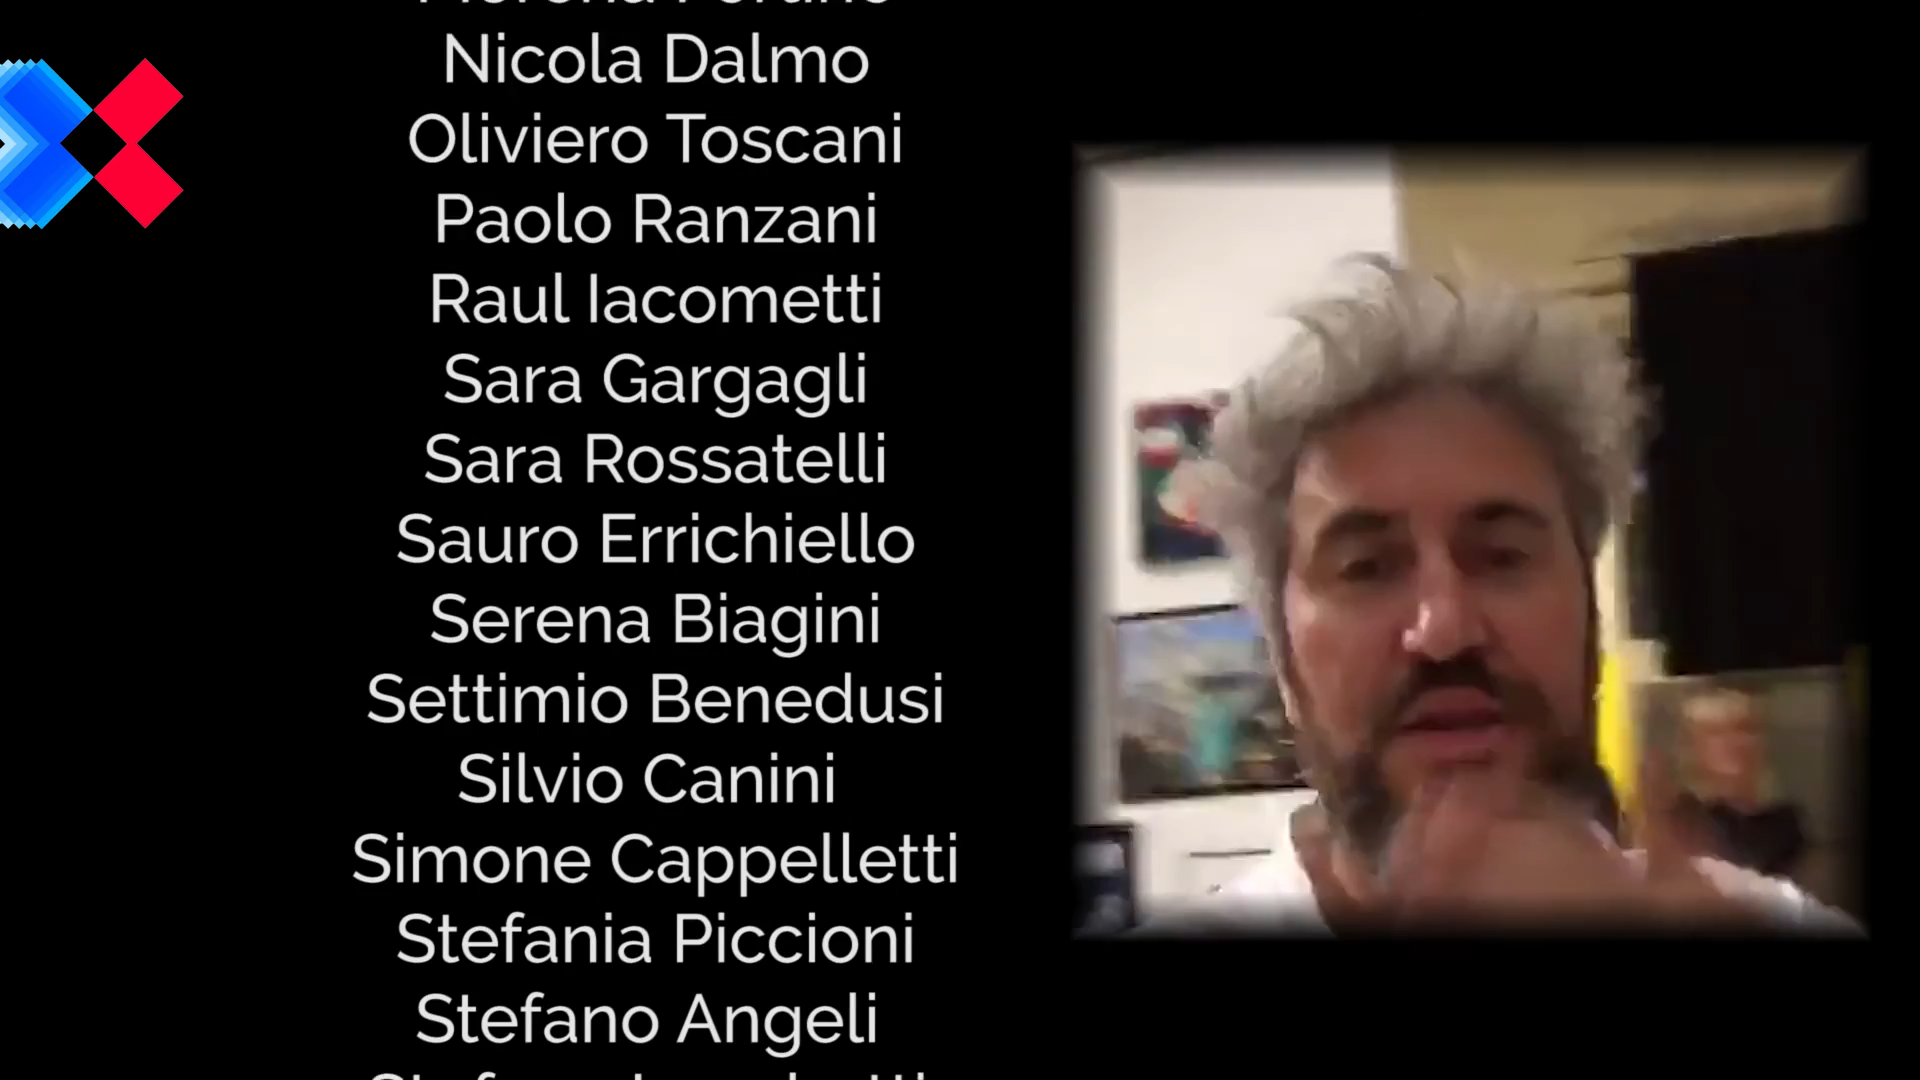 Nicola Dalmo
Oliviero Toscani
Paolo Ranzani
Raul Iacometti
Sara Gargagli
Sara Rossatelli
Sauro Errichiello
Serena Biagini
Settimio Benedusi
Silvio Canini
Simone Cappelletti
Stefania Piccioni
Stefano Angeli